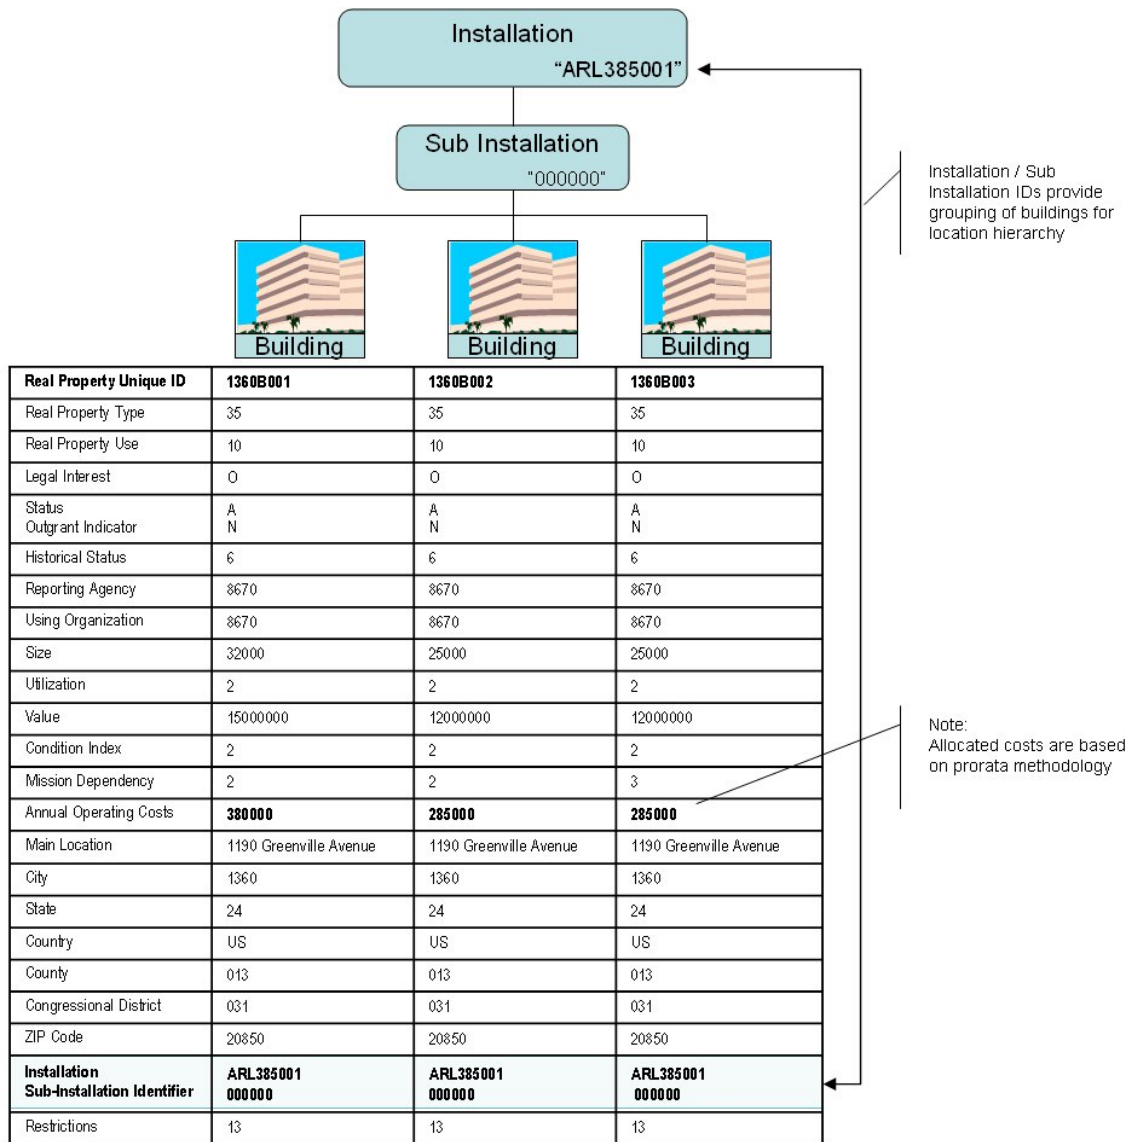 Installation
"ARL385001"
Sub Installation
"000000"
Installation / Sub
Installation IDs provide
grouping of buildings for
location hierarchy
Building Building Building
Real Property Unique ID 1360B001 1360B002 1360B003
Real Property Type 35 35 35
Real Property Use 10 10 10
Legal Interest O O O
Status A A A
Outgrant Indicator N N N
Historical Status 6 6 6
Reporting Agency 8670 8670 8670
Using Organization 8670 8670 8670
Size 32000 25000 25000
Utilization 2 2 2
Value 15000000 12000000 12000000
Condition Index 2 2 2
Mission Dependency 2 2 3
Annual Operating Costs 380000 285000 285000
Note:
Allocated costs are based
on prorata methodology
Main Location 1190 Greenville Avenue 1190 Greenville Avenue 1190 Greenville Avenue
City 1360 1360 1360
State 24 24 24
Country US US US
County 013 013 013
Congressional District 031 031 031
ZIP Code 20850 20850 20850
Installation ARL385001 ARL385001 ARL385001
Sub-Installation Identifier 000000 000000 000000
Restrictions 13 13 13